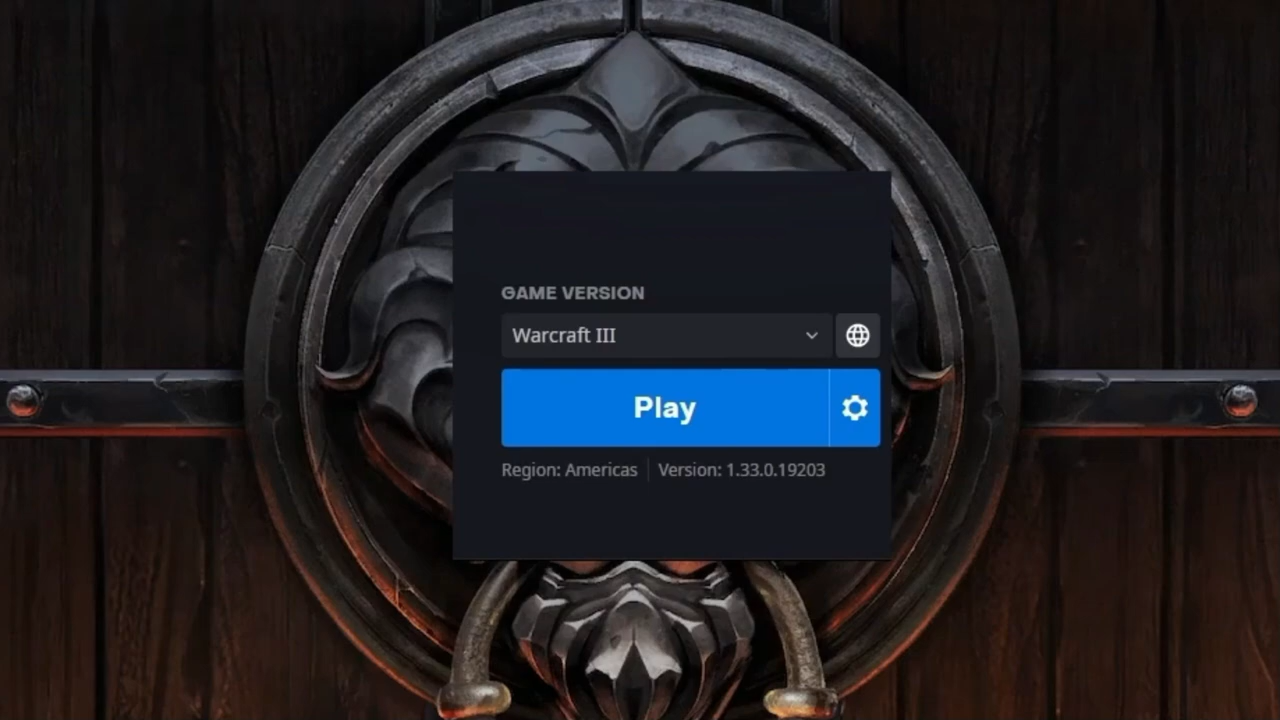 GAME VERSION
Warcraft III
Play
Region: Americas | Version: 1.33.0.19203